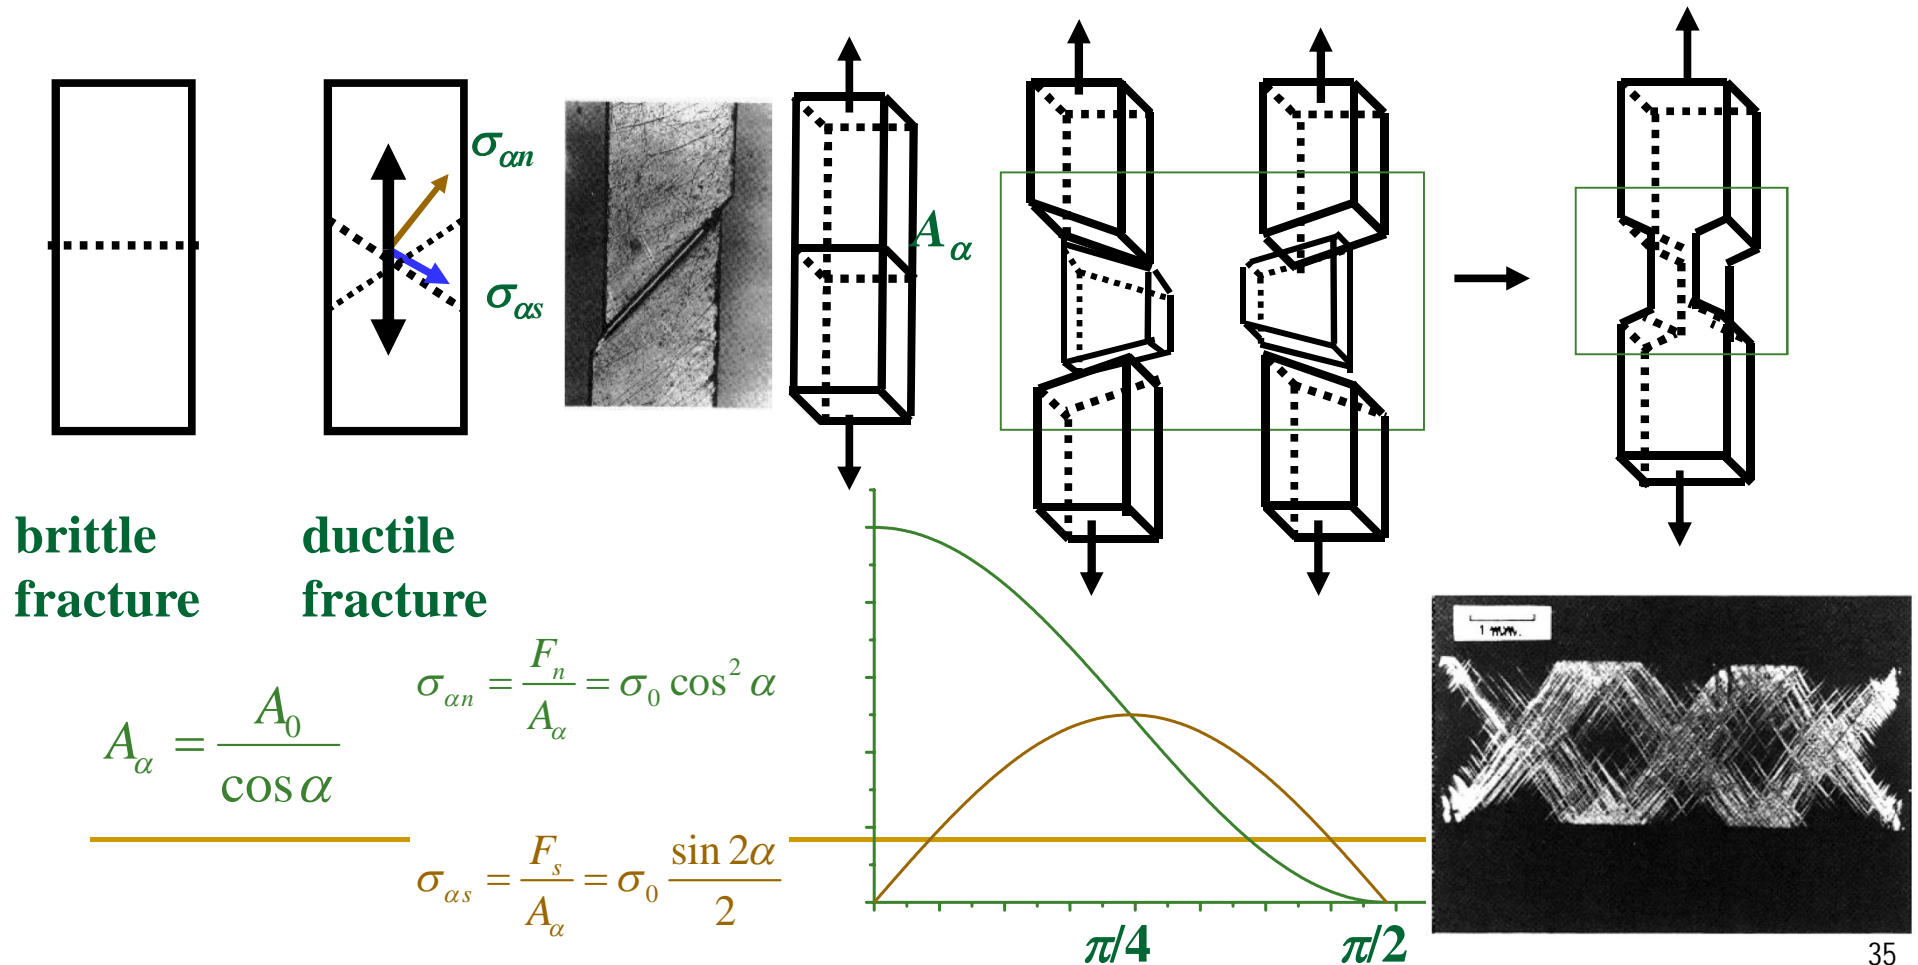 σαn
σαs
Aα
brittle
fracture
ductile
fracture
Aα = A0 / cos α
σαn = Fn / Aα = σ0 cos² α
σαs = Fs / Aα = σ0 sin 2α / 2
π/4
π/2
1 m.m.
35